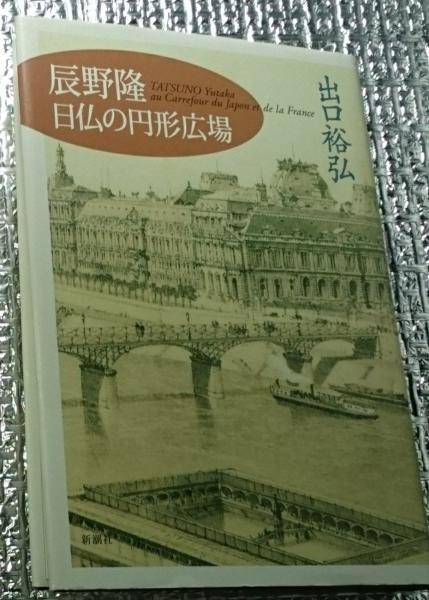 辰野隆
日仏の円形広場
TATSUNO Yutaka
au Carrefour du Japon et de la France
出口裕弘
新潮社